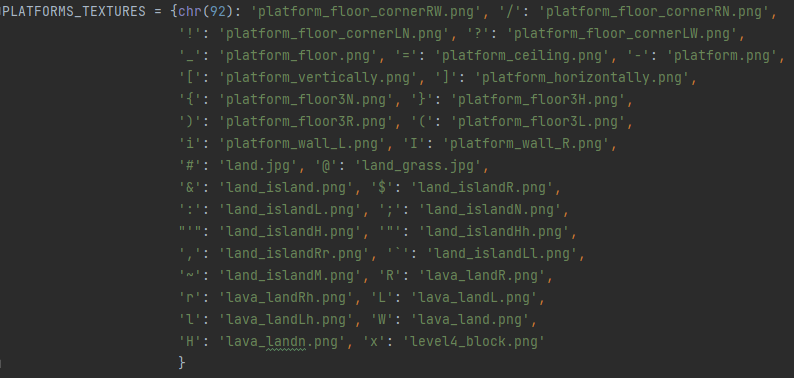 PLATFORMS_TEXTURES = {chr(92): 'platform_floor_cornerRW.png', '/': 'platform_floor_cornerRN.png',
'!': 'platform_floor_cornerLN.png', '?': 'platform_floor_cornerLW.png',
'_': 'platform_floor.png', '=': 'platform_ceiling.png', '-': 'platform.png',
'[': 'platform_vertically.png', ']': 'platform_horizontally.png',
'{': 'platform_floor3N.png', '}': 'platform_floor3H.png',
')': 'platform_floor3R.png', '(': 'platform_floor3L.png',
'i': 'platform_wall_L.png', 'I': 'platform_wall_R.png',
'#': 'land.jpg', '@': 'land_grass.jpg',
'&': 'land_island.png', '$': 'land_islandR.png',
':': 'land_islandL.png', ';': 'land_islandN.png',
"'": 'land_islandH.png', '"': 'land_islandHh.png',
',': 'land_islandRr.png', '`': 'land_islandLl.png',
'~': 'land_islandM.png', 'R': 'lava_landR.png',
'r': 'lava_landRh.png', 'L': 'lava_landL.png',
'l': 'lava_landLh.png', 'W': 'lava_land.png',
'H': 'lava_landn.png', 'x': 'level4_block.png'
}